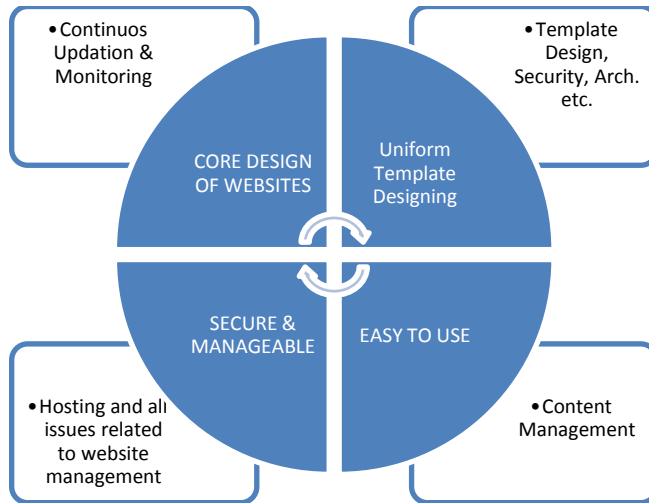 •Continuos
Updation &
Monitoring
•Template
Design,
Security, Arch.
etc.
CORE DESIGN
OF WEBSITES
Uniform
Template
Designing
SECURE &
MANAGEABLE
EASY TO USE
•Hosting and all
issues related
to website
management
•Content
Management